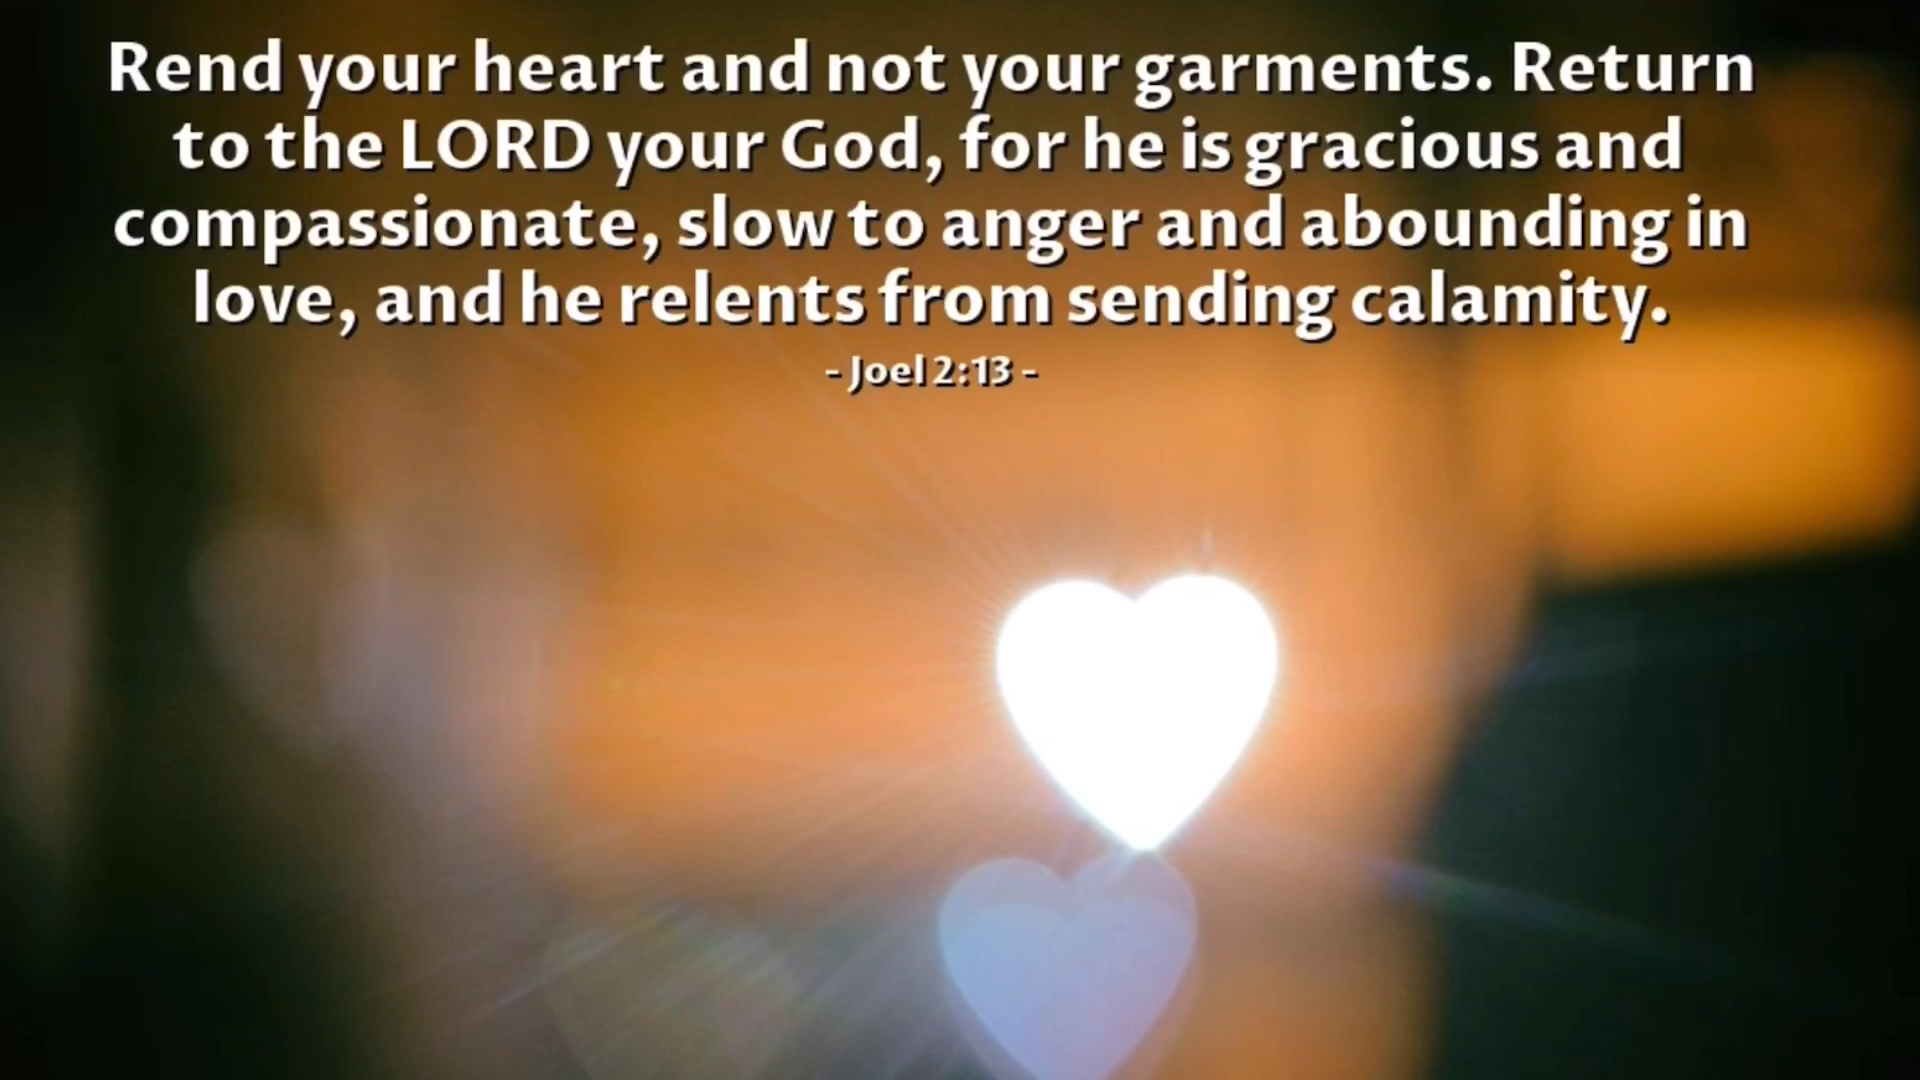 Rend your heart and not your garments. Return
to the LORD your God, for he is gracious and
compassionate, slow to anger and abounding in
love, and he relents from sending calamity.
- Joel 2:13 -